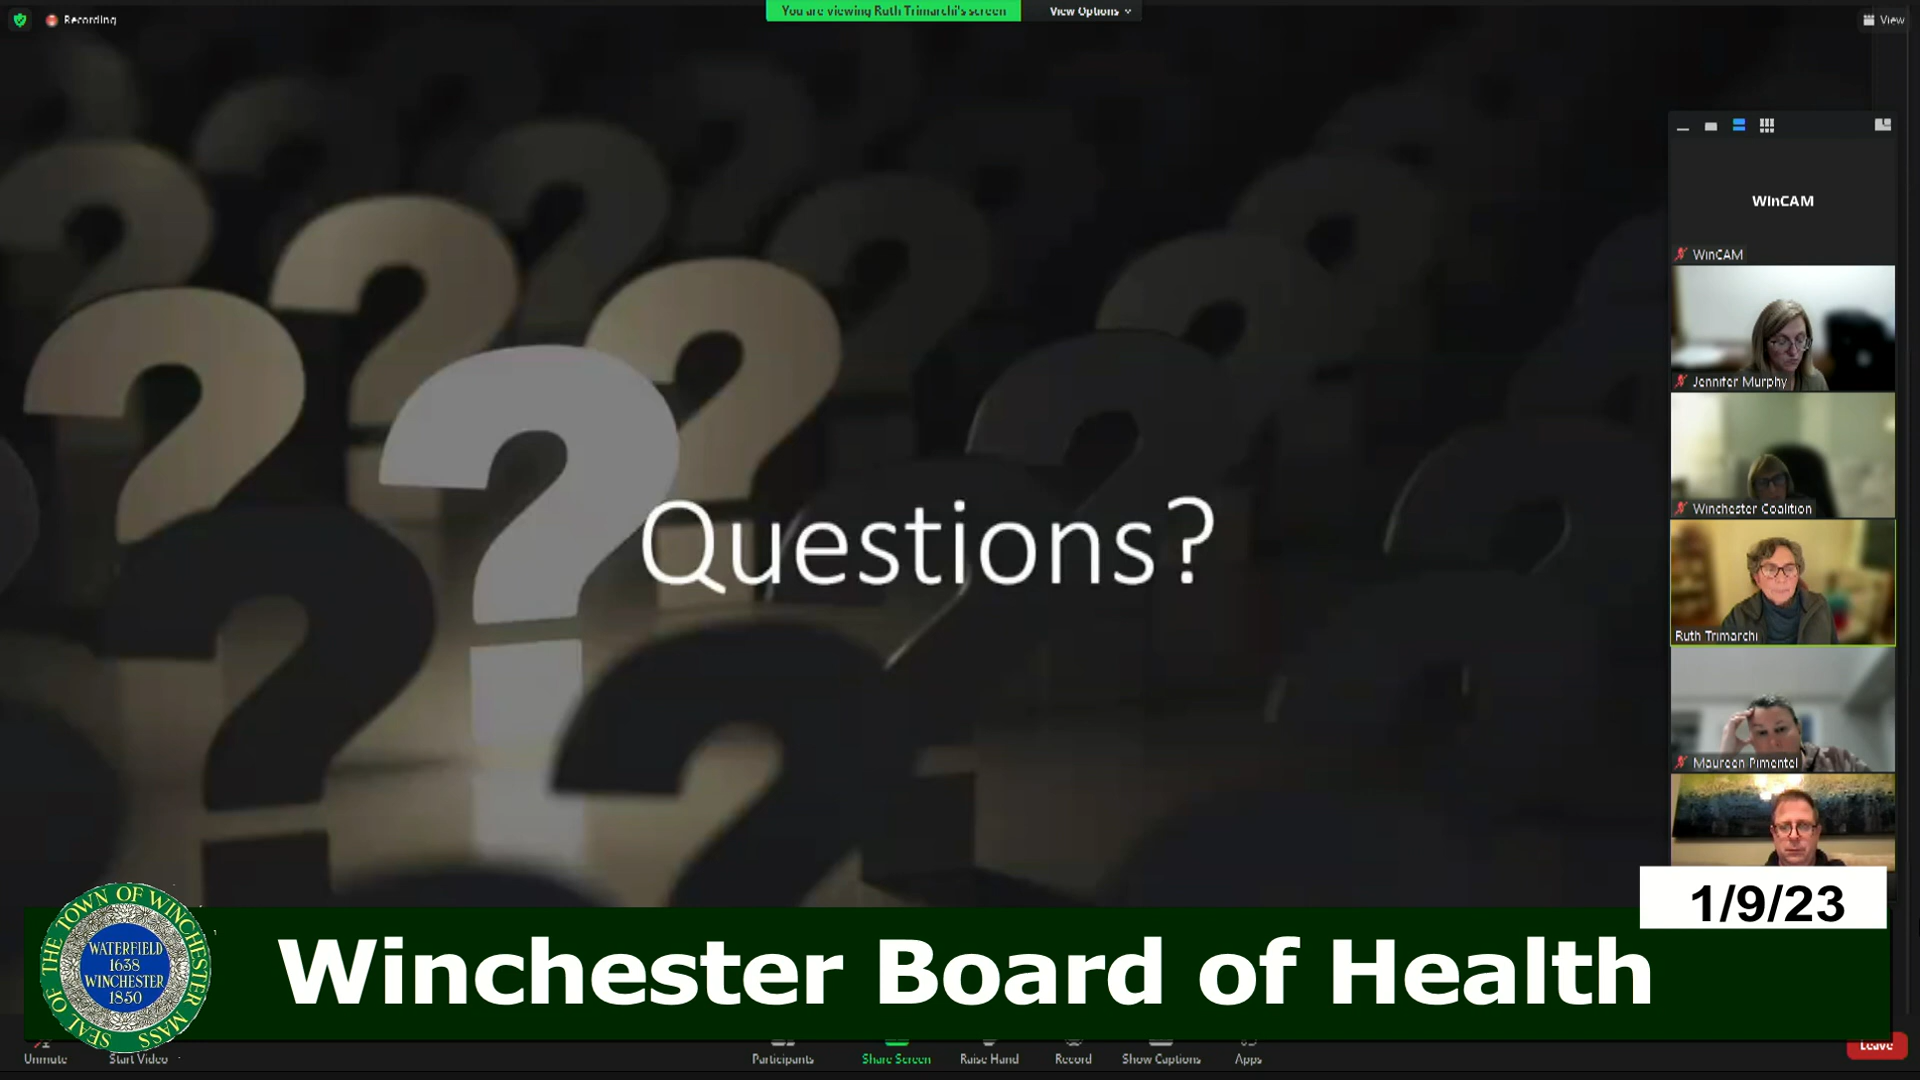 Recording
You are viewing Ruth Trimarchi's screen
View Options
View
WinCAM
WinCAM
Jennifer Murphy
Winchester Coalition
Ruth Trimarchi
Maureen Pimentel
Questions?
1/9/23
SEAL OF THE TOWN OF WINCHESTER MASS
WATERFIELD
1638
WINCHESTER
1850
Winchester Board of Health
Unmute
Start Video
Participants
Share Screen
Raise Hand
Record
Show Captions
Apps
Leave